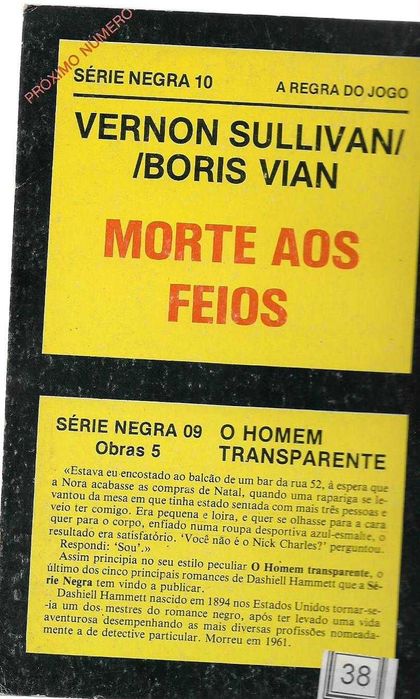 PRÓXIMO NÚMERO
SÉRIE NEGRA 10 A REGRA DO JOGO
VERNON SULLIVAN/
/BORIS VIAN
MORTE AOS
FEIOS
SÉRIE NEGRA 09 O HOMEM
Obras 5 TRANSPARENTE
«Estava eu encostado ao balcão de um bar da rua 52, à espera que
a Nora acabasse as compras de Natal, quando uma rapariga se le-
vantou da mesa em que tinha estado sentada com mais três pessoas e
veio ter comigo. Era pequena e loira, e quer se olhasse para a cara
quer para o corpo, enfiado numa roupa desportiva azul-esmalte, o
resultado era satisfatório. 'Você não é o Nick Charles?' perguntou.
Respondi: 'Sou'.»
Assim principia no seu estilo peculiar O Homem transparente, o
último dos cinco principais romances de Dashiell Hammett que a Sé-
rie Negra tem vindo a publicar.
Dashiell Hammett nascido em 1894 nos Estados Unidos tornar-se-
-ia um dos mestres do romance negro, após ter levado uma vida
aventurosa desempenhando as mais diversas profissões nomeada-
mente a de detective particular. Morreu em 1961.
38